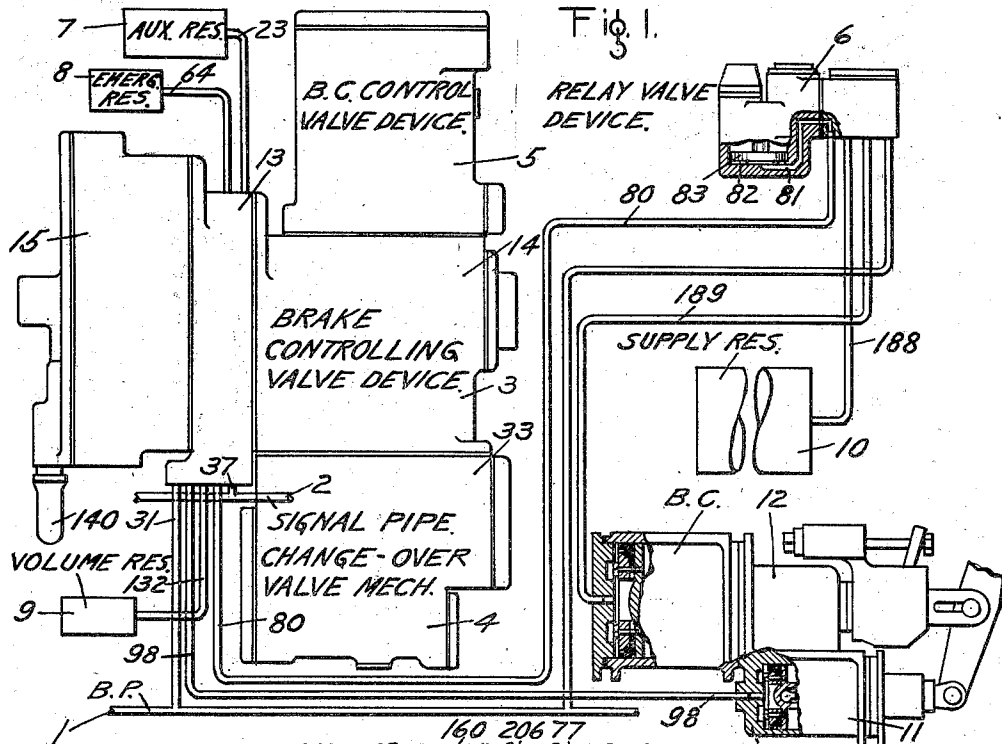 Fig. 1.
7
AUX. RES.
23
8
EMERG. RES.
64
13
B.C. CONTROL
VALVE DEVICE.
5
RELAY VALVE
DEVICE.
6
83
82
81
80
15
14
189
BRAKE
CONTROLLING
VALVE DEVICE.
3
SUPPLY RES.
188
10
33
37
2
140
31
SIGNAL PIPE.
CHANGE-OVER
VALVE MECH.
B.C.
12
VOLUME RES.
132
9
80
4
98
B.P.
98
1
160 206 77
11